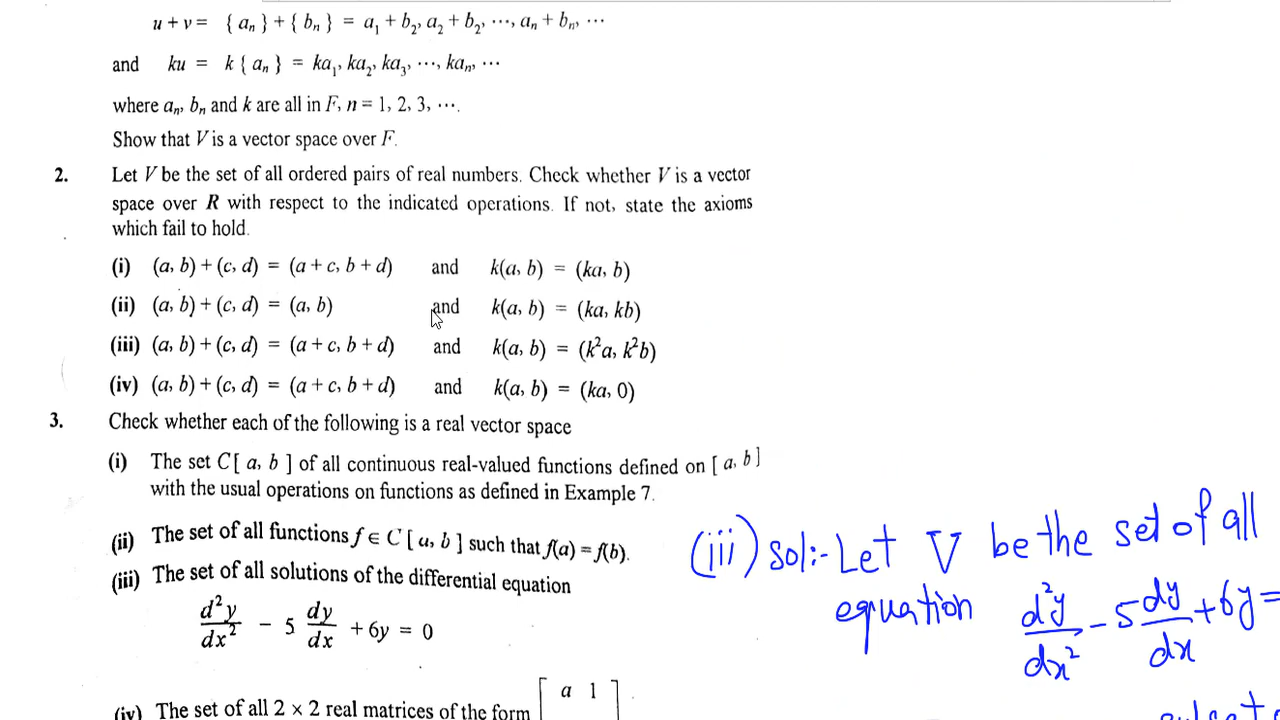 u + v = { aₙ } + { bₙ } = a₁ + b₂, a₂ + b₂, ⋯, aₙ + bₙ, ⋯
and ku = k { aₙ } = ka₁, ka₂, ka₃, ⋯, kaₙ, ⋯
where aₙ, bₙ and k are all in F, n = 1, 2, 3, ⋯.
Show that V is a vector space over F.
2. Let V be the set of all ordered pairs of real numbers. Check whether V is a vector
space over R with respect to the indicated operations. If not, state the axioms
which fail to hold.
(i) (a, b) + (c, d) = (a + c, b + d) and k(a, b) = (ka, b)
(ii) (a, b) + (c, d) = (a, b) and k(a, b) = (ka, kb)
(iii) (a, b) + (c, d) = (a + c, b + d) and k(a, b) = (k²a, k²b)
(iv) (a, b) + (c, d) = (a + c, b + d) and k(a, b) = (ka, 0)
3. Check whether each of the following is a real vector space
(i) The set C[ a, b ] of all continuous real-valued functions defined on [ a, b ]
with the usual operations on functions as defined in Example 7.
(ii) The set of all functions f ∈ C [ a, b ] such that f(a) = f(b).
(iii) The set of all solutions of the differential equation
d²y/dx² - 5 dy/dx + 6y = 0
(iv) The set of all 2 × 2 real matrices of the form [ a 1
(iii) sol:- Let V be the set of all
equation d²y/dx² - 5 dy/dx + 6y =